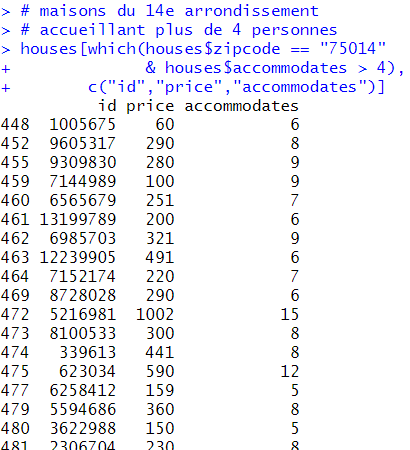 > # maisons du 14e arrondissement
> # accueillant plus de 4 personnes
> houses[which(houses$zipcode == "75014"
+ & houses$accommodates > 4),
+ c("id","price","accommodates")]
id price accommodates
448 1005675 60 6
452 9605317 290 8
455 9309830 280 9
459 7144989 100 9
460 6565679 251 7
461 13199789 200 6
462 6985703 321 9
463 12239905 491 6
464 7152174 220 7
469 8728028 290 6
472 5216981 1002 15
473 8100533 300 8
474 339613 441 8
475 623034 590 12
477 6258412 159 5
479 5594686 360 8
480 3622988 150 5
481 2306704 230 8